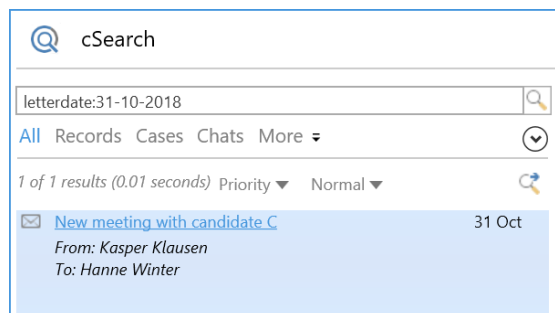 cSearch
letterdate:31-10-2018
All Records Cases Chats More
1 of 1 results (0.01 seconds) Priority Normal
New meeting with candidate C 31 Oct
From: Kasper Klausen
To: Hanne Winter